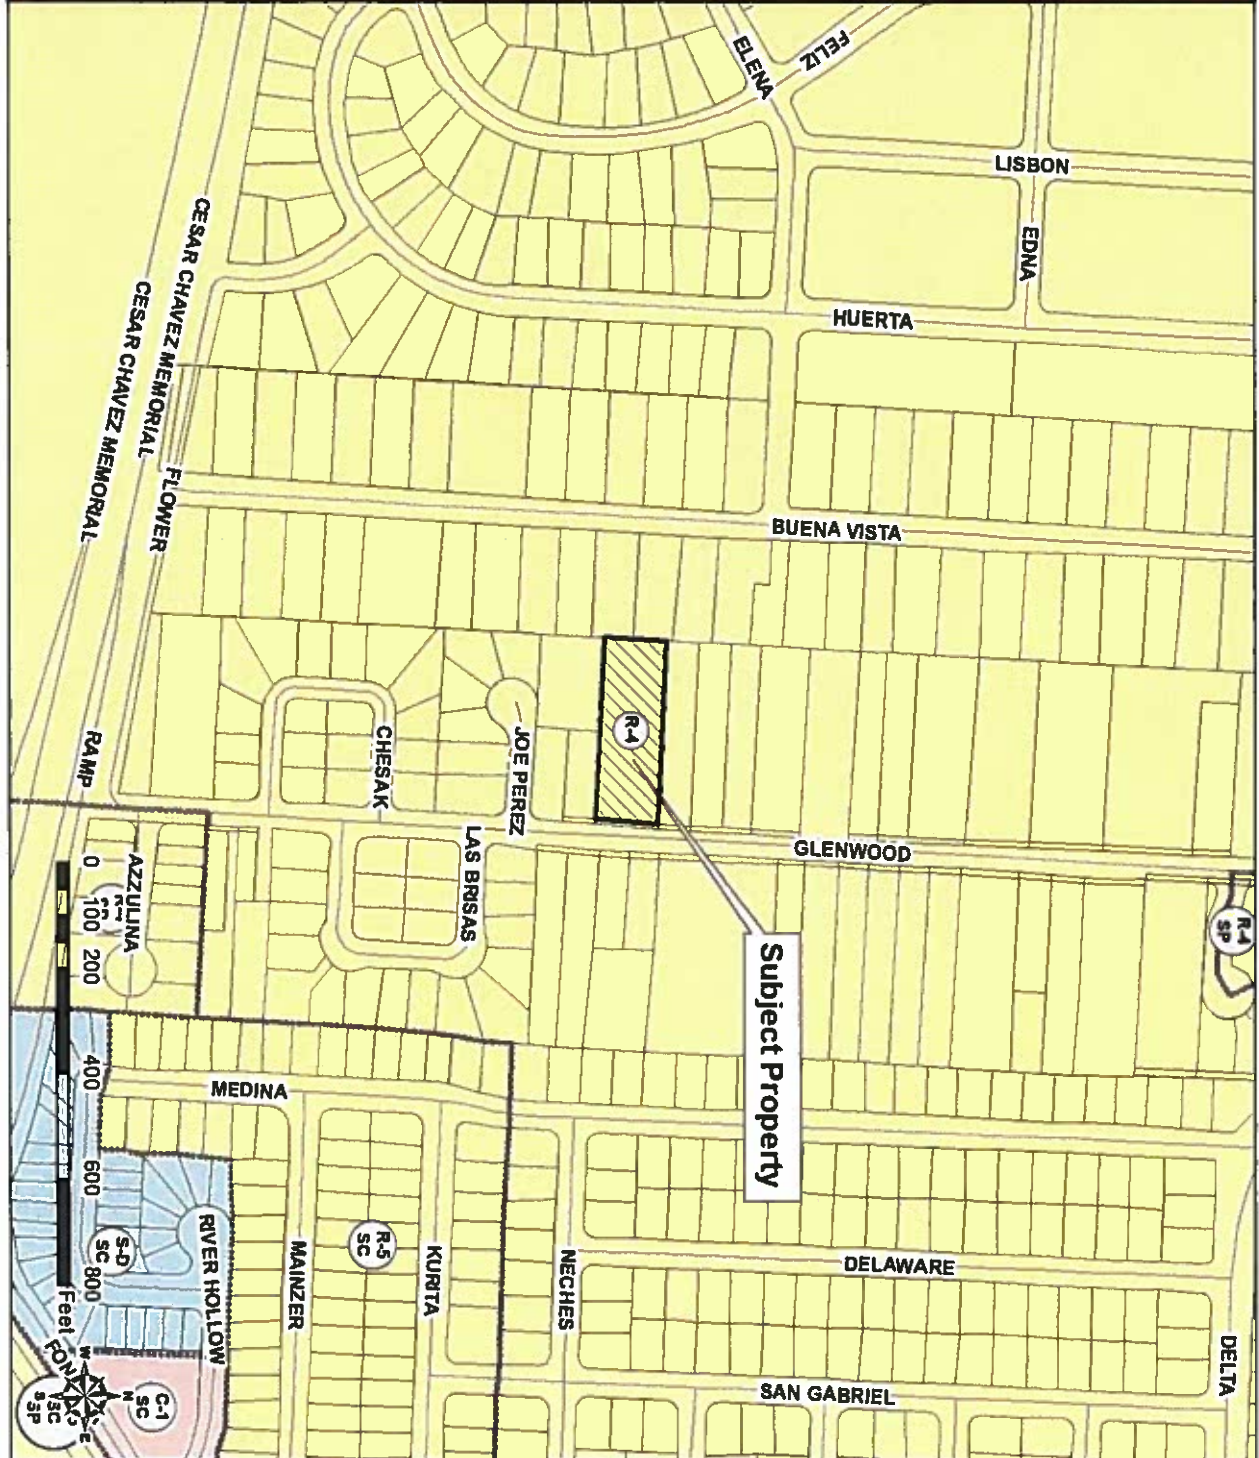 ELENA
FELIZ
LISBON
EDNA
HUERTA
CESAR CHAVEZ MEMORIAL
CESAR CHAVEZ MEMORIAL
FLOWER
BUENA VISTA
R-4
CHESAK
JOE PEREZ
RAMP
LAS BRISAS
GLENWOOD
AZZULINA
R-4
SP
Subject Property
MEDINA
DELAWARE
R-5
SC
MAINZER
KURITA
NECHES
RIVER HOLLOW
S-D
SC
DELTA
SAN GABRIEL
C-1
SC
0 100 200 400 600 800
Feet
W
N
E